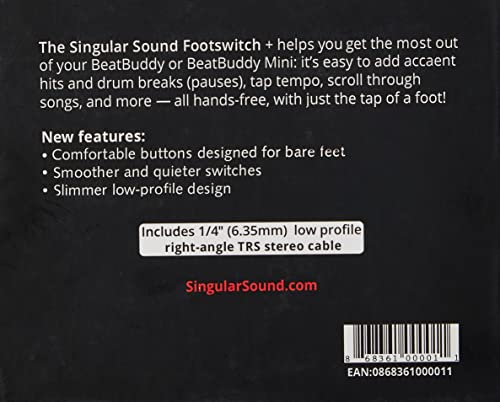 The Singular Sound Footswitch + helps you get the most out
of your BeatBuddy or BeatBuddy Mini: it's easy to add accaent
hits and drum breaks (pauses), tap tempo, scroll through
songs, and more — all hands-free, with just the tap of a foot!
New features:
• Comfortable buttons designed for bare feet
• Smoother and quieter switches
• Slimmer low-profile design
Includes 1/4" (6.35mm) low profile
right-angle TRS stereo cable
SingularSound.com
8 68361 00001 1
EAN:0868361000011